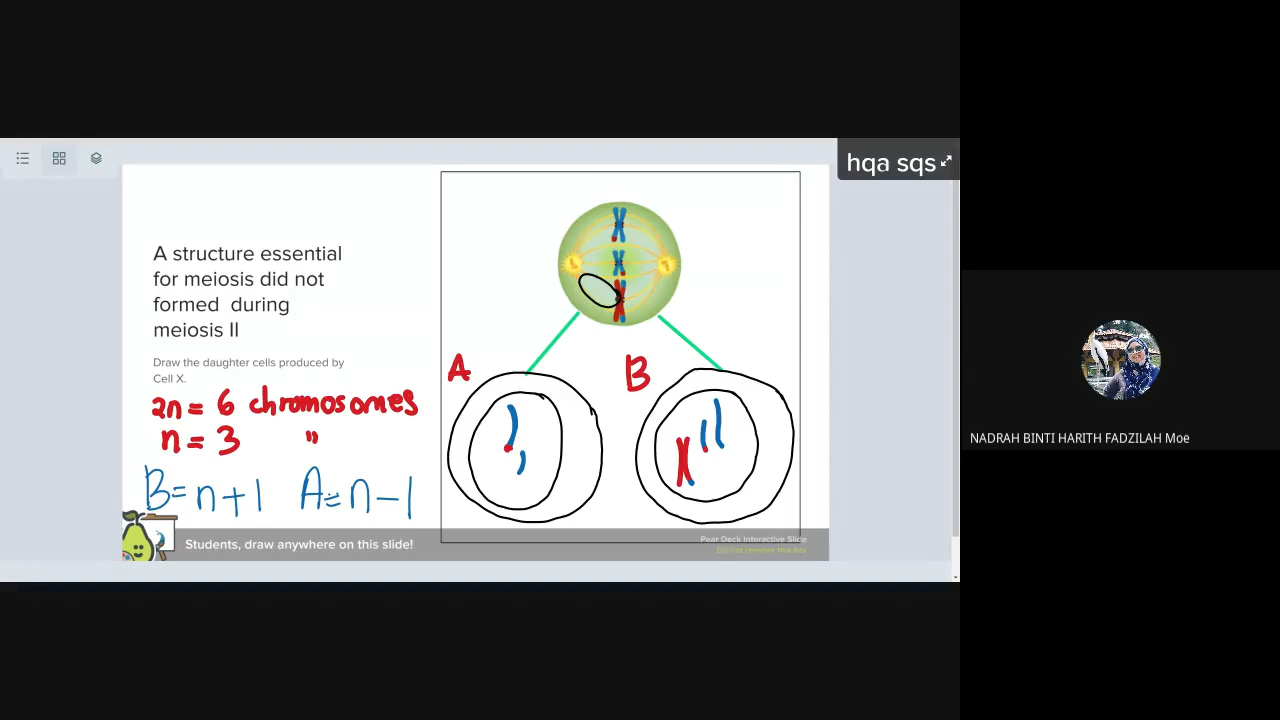 hqa sqs
A structure essential
for meiosis did not
formed during
meiosis II
Draw the daughter cells produced by
Cell X.
2n = 6 chromosomes
n = 3 "
B = n + 1 A = n - 1
A
B
Students, draw anywhere on this slide!
Pear Deck Interactive Slide
NADRAH BINTI HARITH FADZILAH Moe